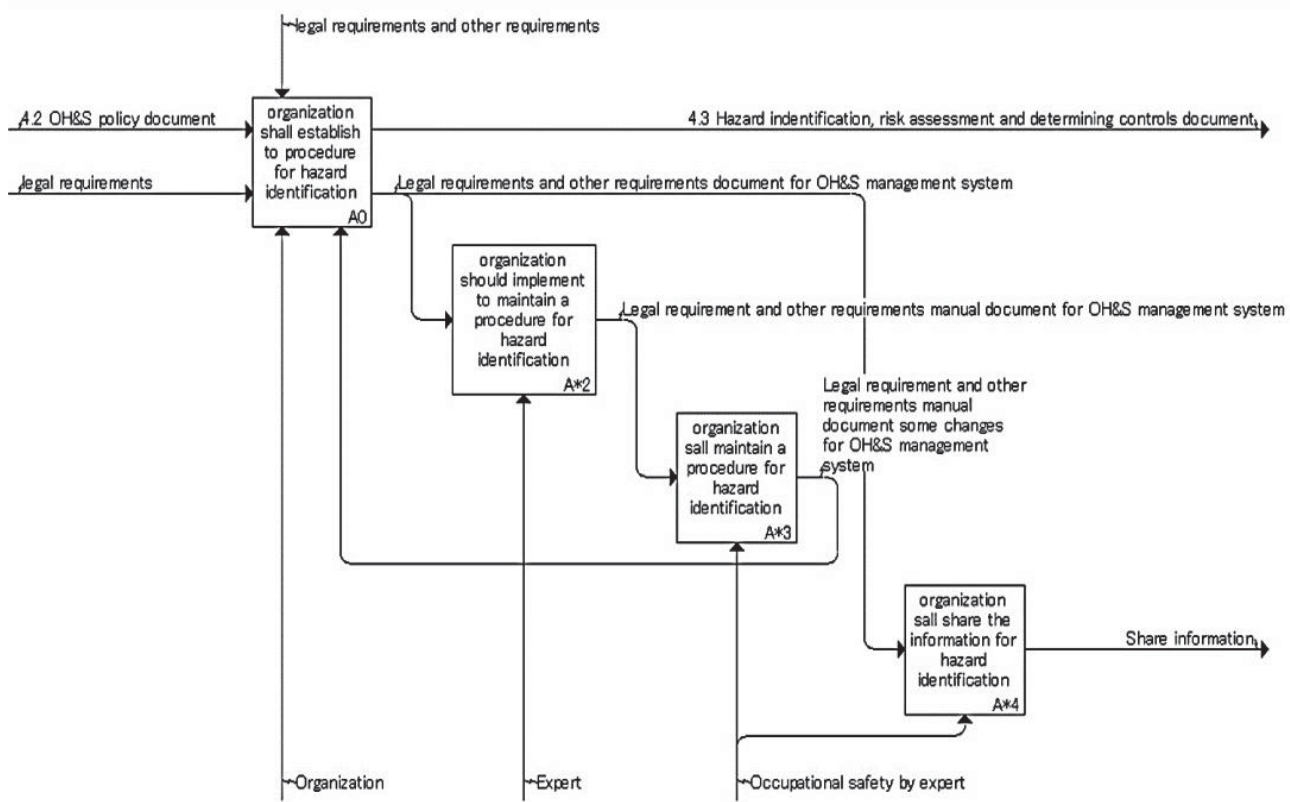 legal requirements and other requirements
4.2 OH&S policy document
legal requirements
organization
shall establish
to procedure
for hazard
identification
A0
4.3 Hazard indentification, risk assessment and determining controls document
Legal requirements and other requirements document for OH&S management system
organization
should implement
to maintain a
procedure for
hazard
identification
A*2
Legal requirement and other requirements manual document for OH&S management system
organization
sall maintain a
procedure for
hazard
identification
A*3
Legal requirement and other
requirements manual
document some changes
for OH&S management
system
organization
sall share the
information for
hazard
identification
A*4
Share information
Organization
Expert
Occupational safety by expert